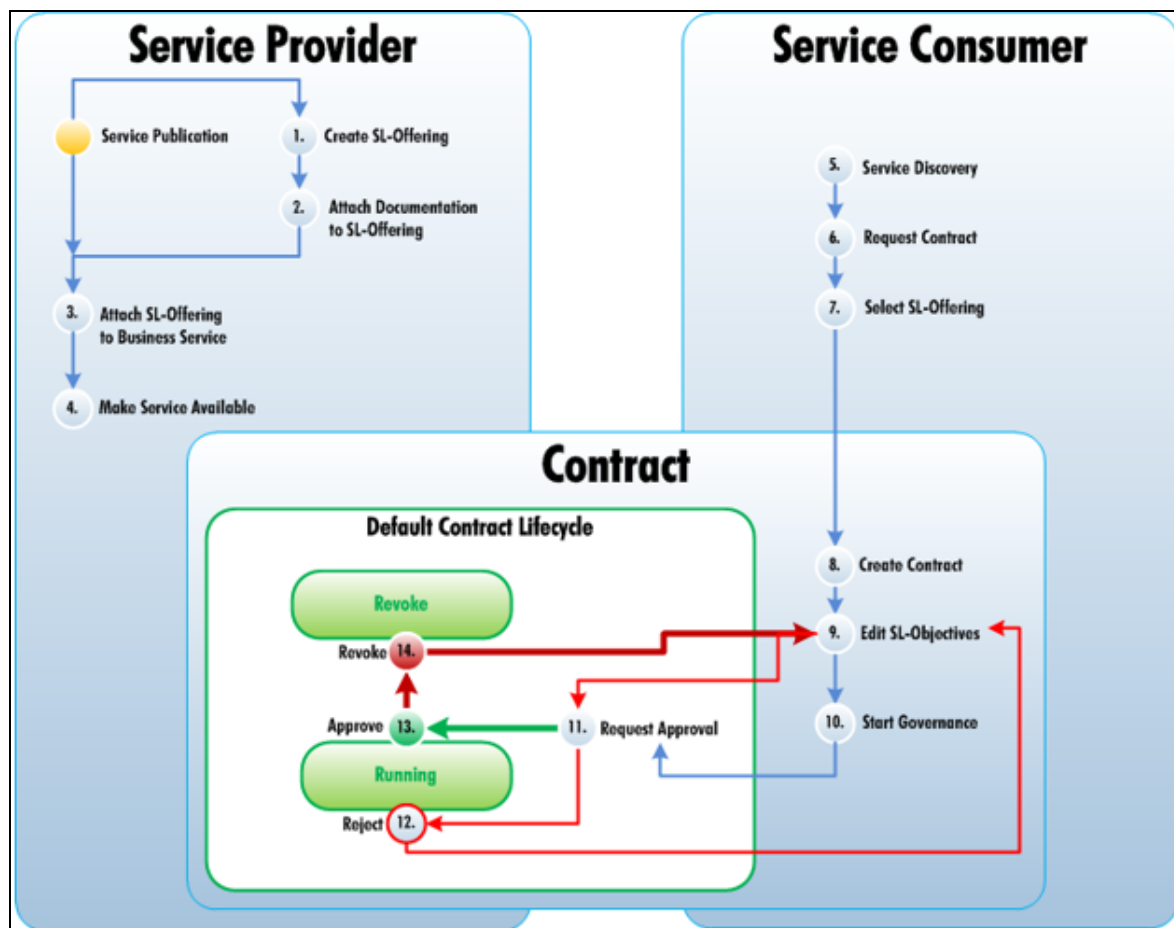 Service Provider
Service Publication
1. Create SL-Offering
2. Attach Documentation
to SL-Offering
3. Attach SL-Offering
to Business Service
4. Make Service Available
Service Consumer
5. Service Discovery
6. Request Contract
7. Select SL-Offering
Contract
Default Contract Lifecycle
Revoke
Revoke 14.
Approve 13.
Running
Reject 12.
11. Request Approval
8. Create Contract
9. Edit SL-Objectives
10. Start Governance